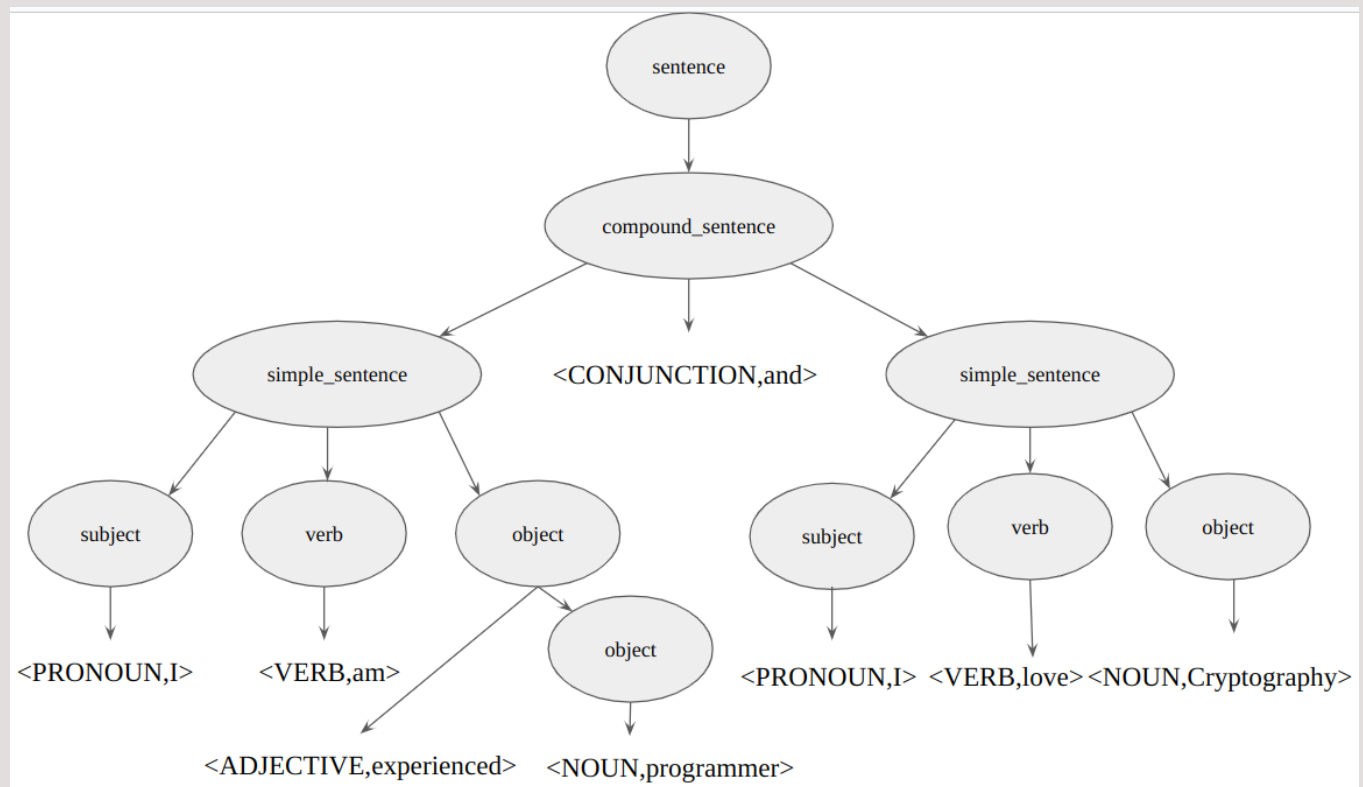 sentence
compound_sentence
simple_sentence
<CONJUNCTION,and>
simple_sentence
subject
verb
object
subject
verb
object
object
<PRONOUN,I>
<VERB,am>
<PRONOUN,I>
<VERB,love>
<NOUN,Cryptography>
<ADJECTIVE,experienced>
<NOUN,programmer>